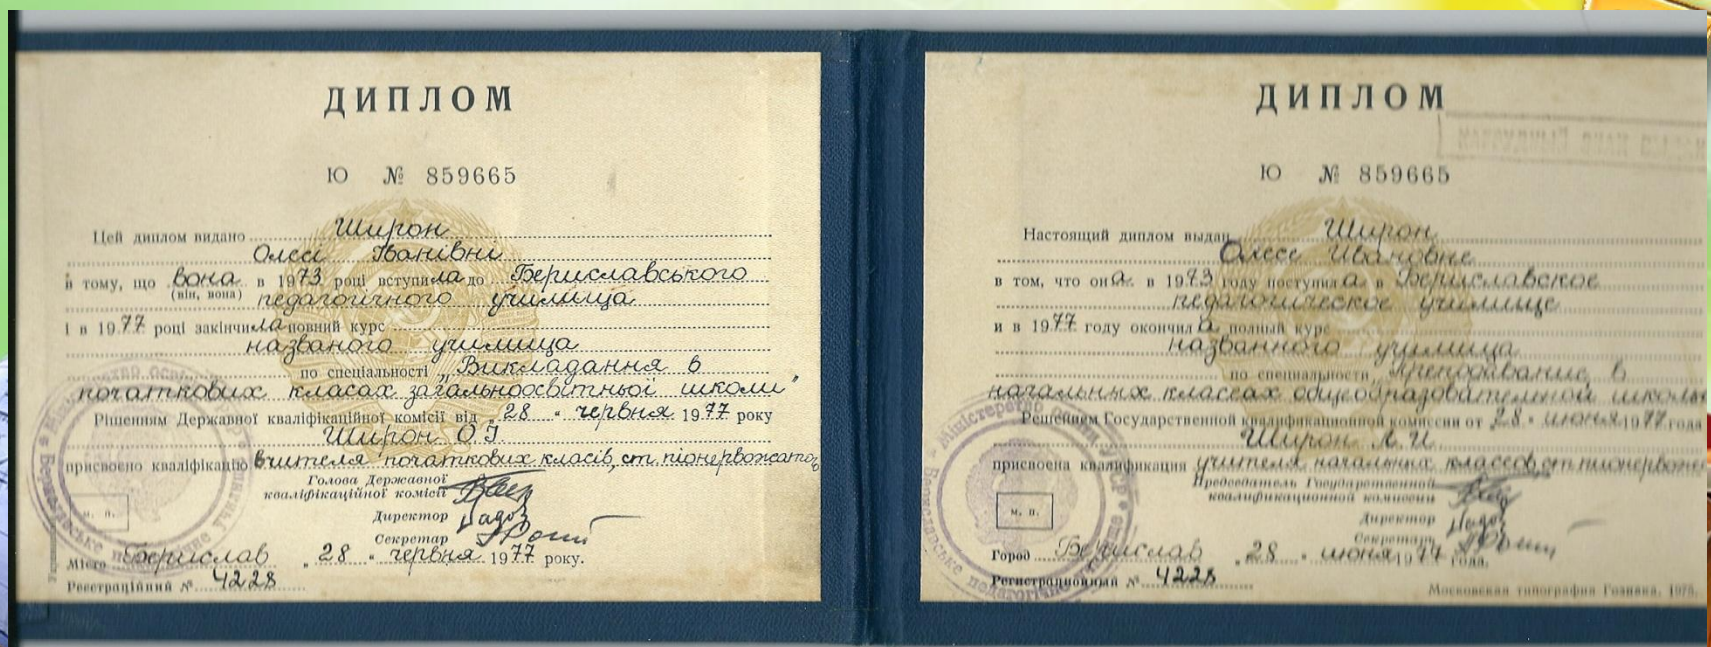 ДИПЛОМ
Ю № 859665
Цей диплом видано Широн
Олесі Іванівні
в тому, що вона в 1973 році вступила до Бериславського
(він, вона) педагогічного училища
і в 1977 році закінчила повний курс
названого училища
по спеціальності „Викладання в
початкових класах загальноосвітньої школи"
Рішенням Державної кваліфікаційної комісії від „28" червня 1977 року
Широн О.І.
присвоєно кваліфікацію вчителя початкових класів, ст. піонервожатої
Голова Державної
кваліфікаційної комісії
Директор
Секретар
м. п.
Місто Берислав „28" червня 1977 року.
Реєстраційний № 4228
ДИПЛОМ
Ю № 859665
Настоящий диплом выдан Широн
Олесе Ивановне
в том, что она в 1973 году поступила в Бериславское
педагогическое училище
и в 1977 году окончила полный курс
названного училища
по специальности „Преподавание в
начальных классах общеобразовательной школы
Решением Государственной квалификационной комиссии от 28 " июня 1977 года
Широн
присвоена квалификация учителя начальных классов, ст. пионервоже
Председатель Государственной
квалификационной комиссии
Директор
Секретарь
м. п.
Город Берислав „28" июня 1977 года.
Регистрационный № 4228
Московская типография Гознака. 1975.